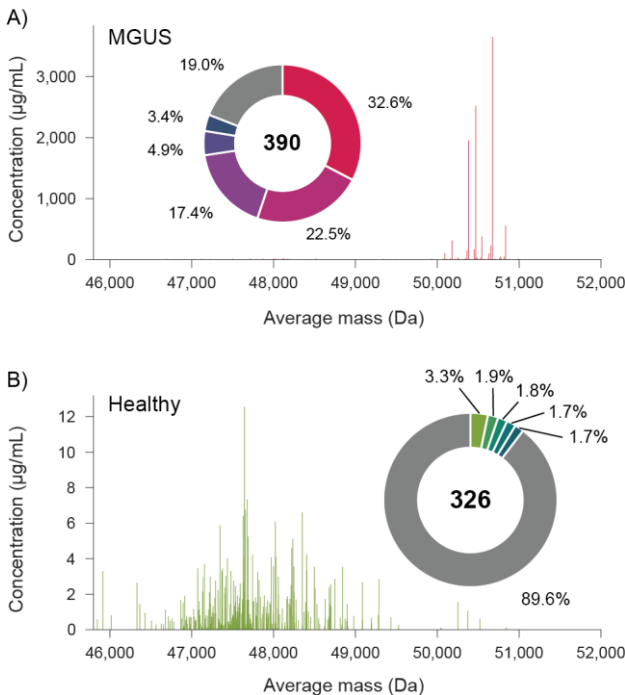 A)
MGUS
Concentration (µg/mL)
3,000
2,000
1,000
0
19.0%
3.4%
4.9%
17.4%
22.5%
32.6%
390
46,000 47,000 48,000 49,000 50,000 51,000 52,000
Average mass (Da)
B)
Healthy
Concentration (µg/mL)
12
10
8
6
4
2
0
3.3%
1.9%
1.8%
1.7%
1.7%
326
89.6%
46,000 47,000 48,000 49,000 50,000 51,000 52,000
Average mass (Da)